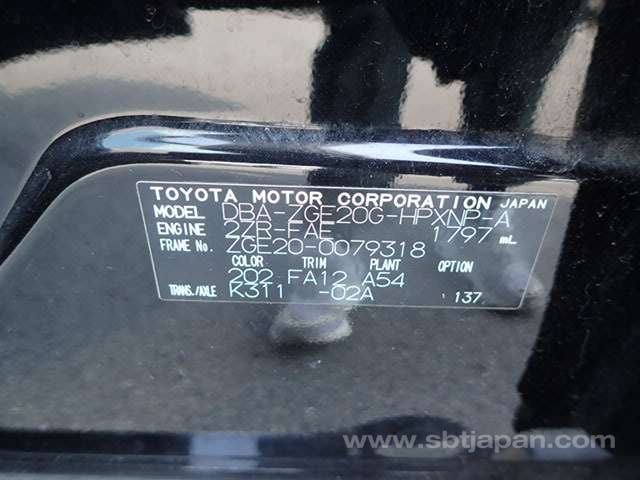 TOYOTA MOTOR CORPORATION JAPAN
MODEL DBA-ZGE20G-HPXNP-A
ENGINE 2ZR-FAE 1797 mL
FRAME No. ZGE20-0079318
COLOR TRIM PLANT OPTION
202 FA12 A54
TRANS./AXLE K311 -02A 137
www.sbtjapan.com